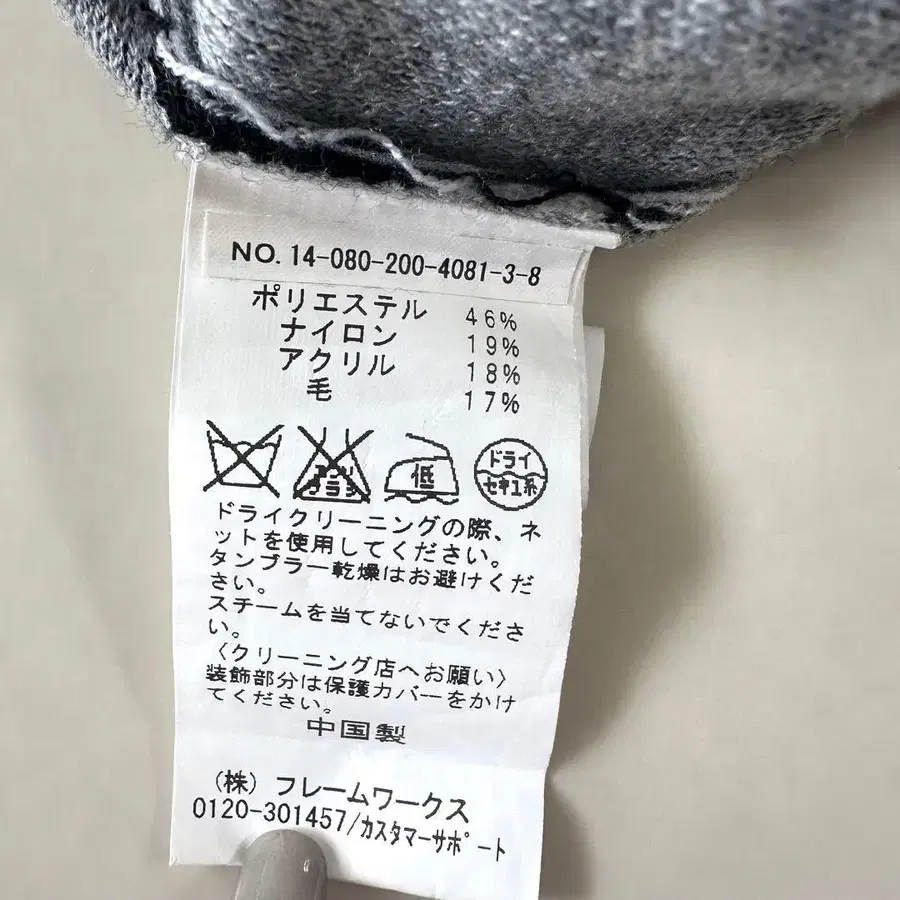 NO. 14-080-200-4081-3-8
ポリエステル 46%
ナイロン 19%
アクリル 18%
毛 17%
エンソ サラシ 低 ドライ
セキユ系
ドライクリーニングの際、ネ
ットを使用してください。
タンブラー乾燥はお避けくだ
さい。
スチームを当てないでくださ
い。
〈クリーニング店へお願い〉
装飾部分は保護カバーをかけ
てください。
中国製
(株) フレームワークス
0120-301457/カスタマーサポート